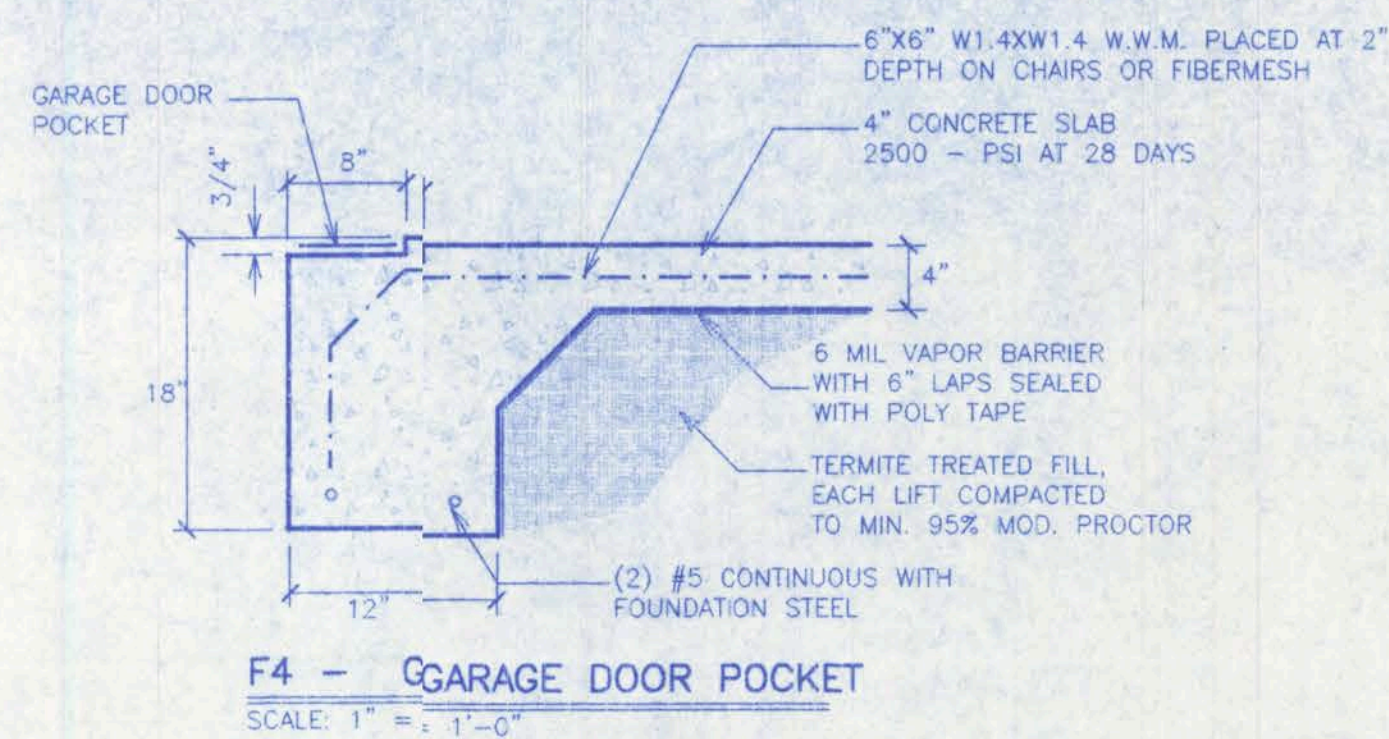 6"X6" W1.4XW1.4 W.W.M. PLACED AT 2"
DEPTH ON CHAIRS OR FIBERMESH
GARAGE DOOR
POCKET
4" CONCRETE SLAB
2500 - PSI AT 28 DAYS
8"
3/4"
4"
18"
6 MIL VAPOR BARRIER
WITH 6" LAPS SEALED
WITH POLY TAPE
TERMITE TREATED FILL,
EACH LIFT COMPACTED
TO MIN. 95% MOD. PROCTOR
(2) #5 CONTINUOUS WITH
FOUNDATION STEEL
12"
F4 - GGARAGE DOOR POCKET
SCALE: 1" = : 1'-0"